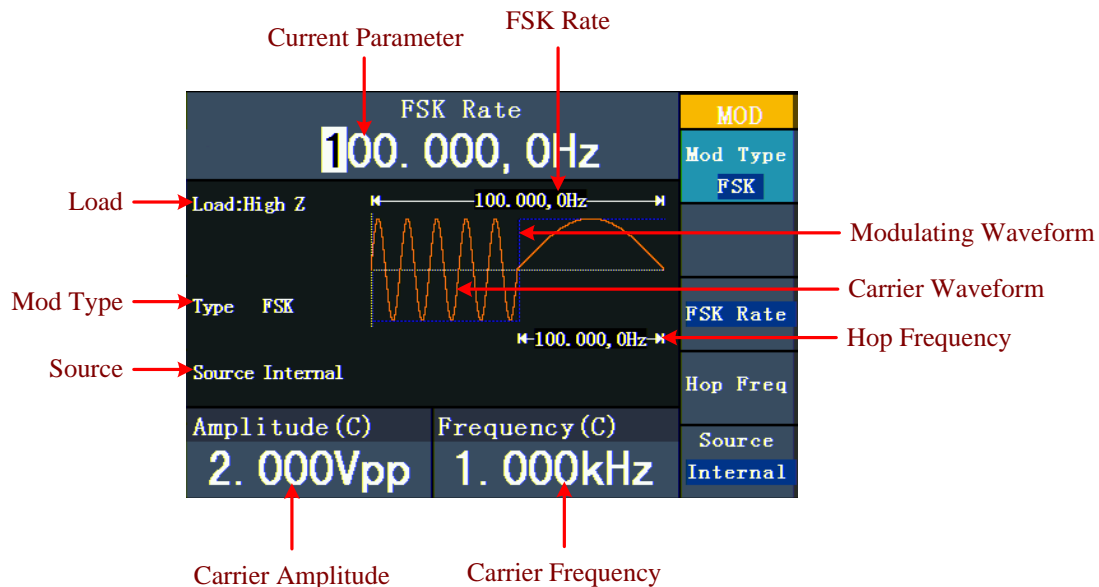 FSK Rate
Current Parameter
FSK Rate
100.000,0Hz
MOD
Mod Type
FSK
Load
Load:High Z
100.000,0Hz
Modulating Waveform
Carrier Waveform
Mod Type
Type FSK
FSK Rate
100.000,0Hz
Hop Frequency
Source
Source Internal
Hop Freq
Amplitude(C)
Frequency(C)
Source
2.000Vpp
1.000kHz
Internal
Carrier Amplitude
Carrier Frequency